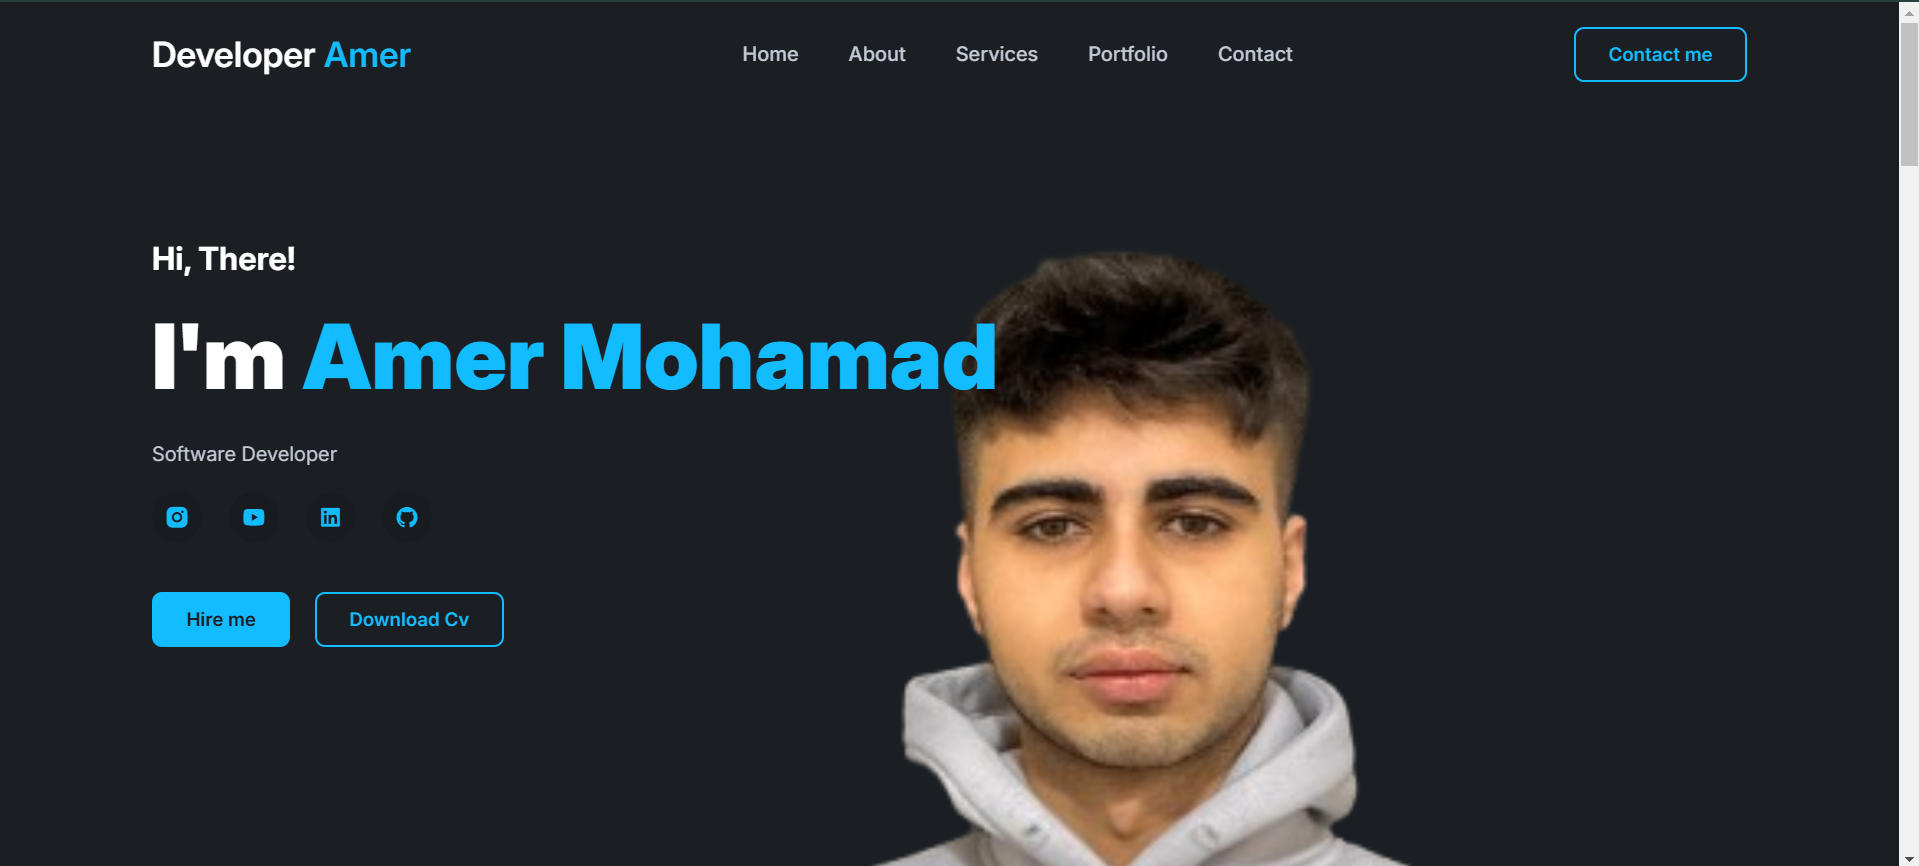 Developer Amer
Home About Services Portfolio Contact
Contact me
Hi, There!
I'm Amer Mohamad
Software Developer
in
Hire me
Download Cv